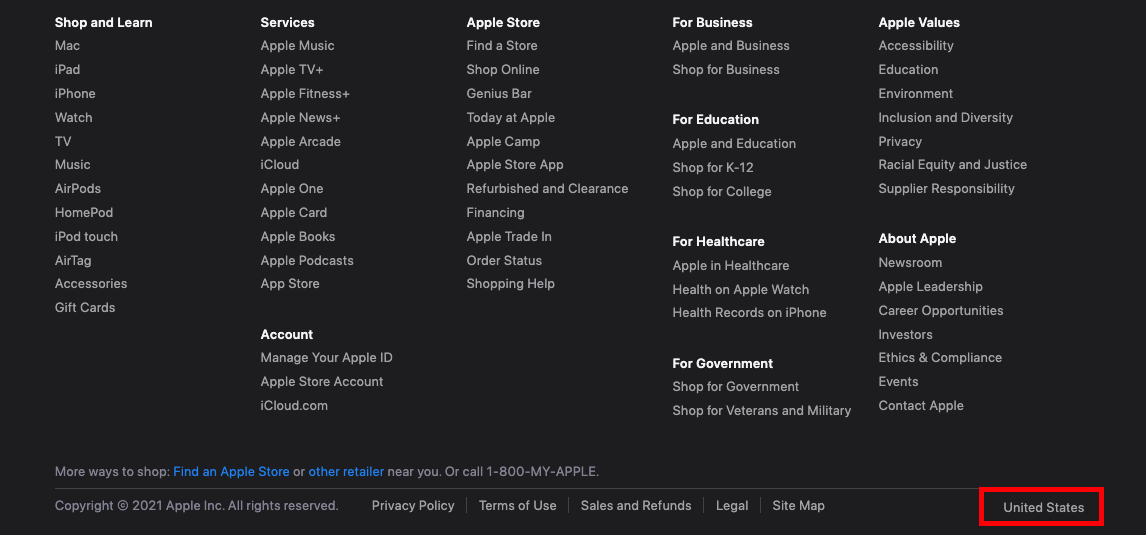 Shop and Learn
Mac
iPad
iPhone
Watch
TV
Music
AirPods
HomePod
iPod touch
AirTag
Accessories
Gift Cards
Services
Apple Music
Apple TV+
Apple Fitness+
Apple News+
Apple Arcade
iCloud
Apple One
Apple Card
Apple Books
Apple Podcasts
App Store
Account
Manage Your Apple ID
Apple Store Account
iCloud.com
Apple Store
Find a Store
Shop Online
Genius Bar
Today at Apple
Apple Camp
Apple Store App
Refurbished and Clearance
Financing
Apple Trade In
Order Status
Shopping Help
For Business
Apple and Business
Shop for Business
For Education
Apple and Education
Shop for K-12
Shop for College
For Healthcare
Apple in Healthcare
Health on Apple Watch
Health Records on iPhone
For Government
Shop for Government
Shop for Veterans and Military
Apple Values
Accessibility
Education
Environment
Inclusion and Diversity
Privacy
Racial Equity and Justice
Supplier Responsibility
About Apple
Newsroom
Apple Leadership
Career Opportunities
Investors
Ethics & Compliance
Events
Contact Apple
More ways to shop: Find an Apple Store or other retailer near you. Or call 1-800-MY-APPLE.
Copyright © 2021 Apple Inc. All rights reserved. Privacy Policy Terms of Use Sales and Refunds Legal Site Map United States